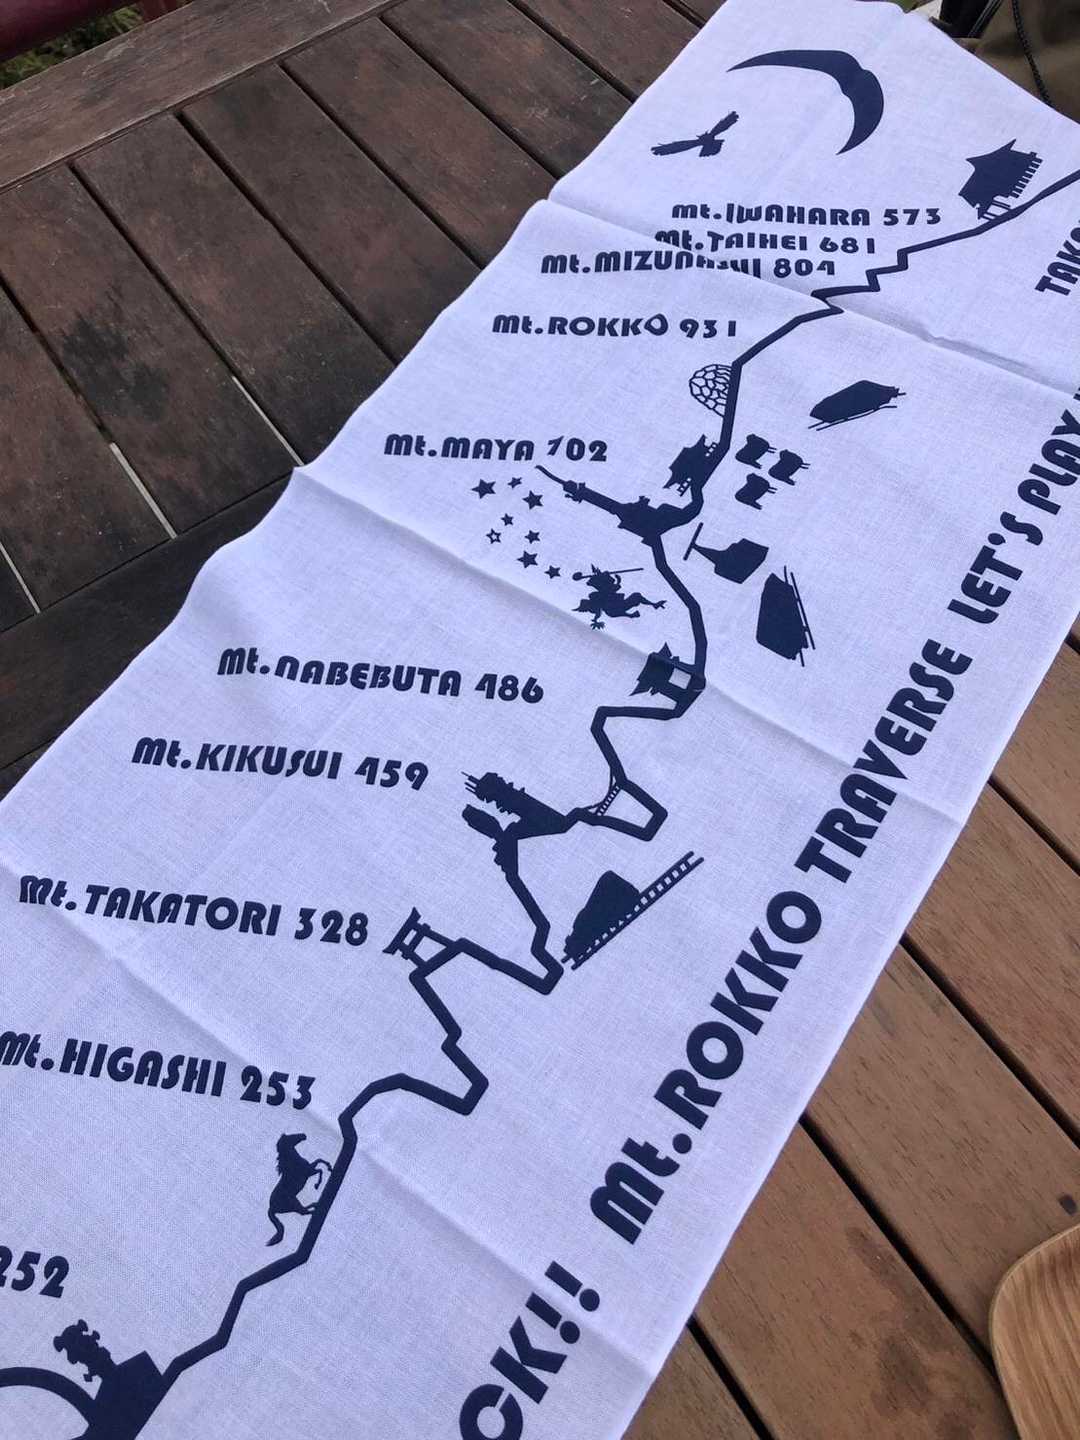 mt.IWAHARA 573
mt.TAIHEI 681
mt.MIZUNASHI 804
mt.ROKKO 931
mt.MAYA 702
mt.NABEBUTA 486
mt.KIKUSUI 459
mt.TAKATORI 328
mt.HIGASHI 253
252
CK!! mt.ROKKO TRAVERSE LET'S PLAY